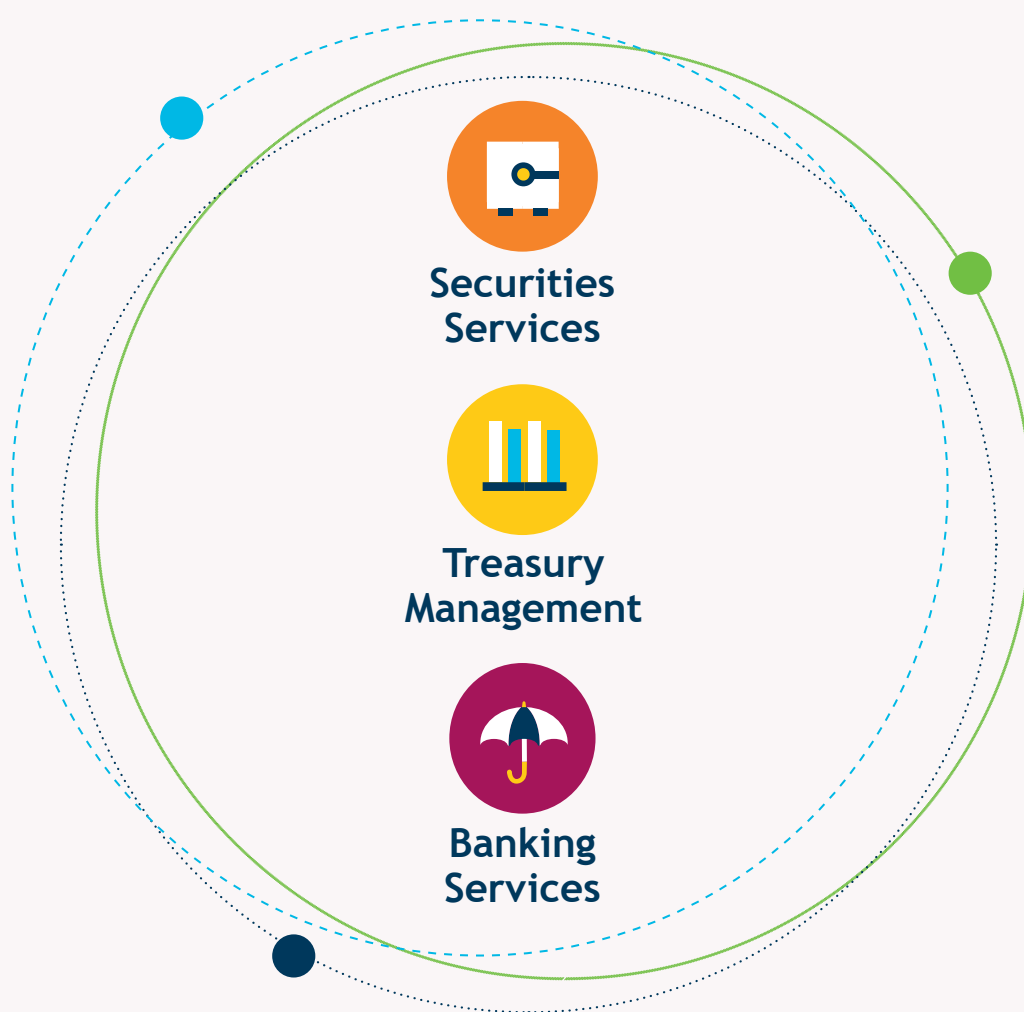 Securities
Services
Treasury
Management
Banking
Services